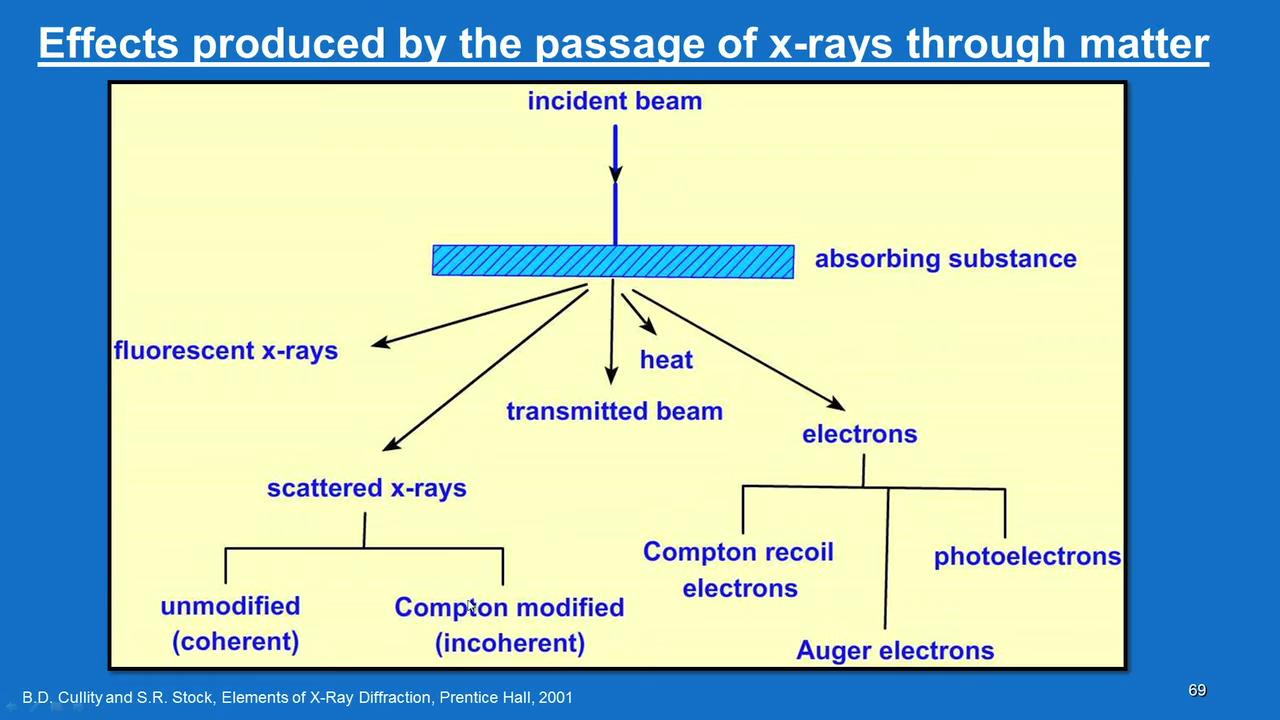 Effects produced by the passage of x-rays through matter
incident beam
absorbing substance
fluorescent x-rays
heat
transmitted beam
electrons
scattered x-rays
Compton recoil
electrons
photoelectrons
unmodified
(coherent)
Compton modified
(incoherent)
Auger electrons
B.D. Cullity and S.R. Stock, Elements of X-Ray Diffraction, Prentice Hall, 2001
69